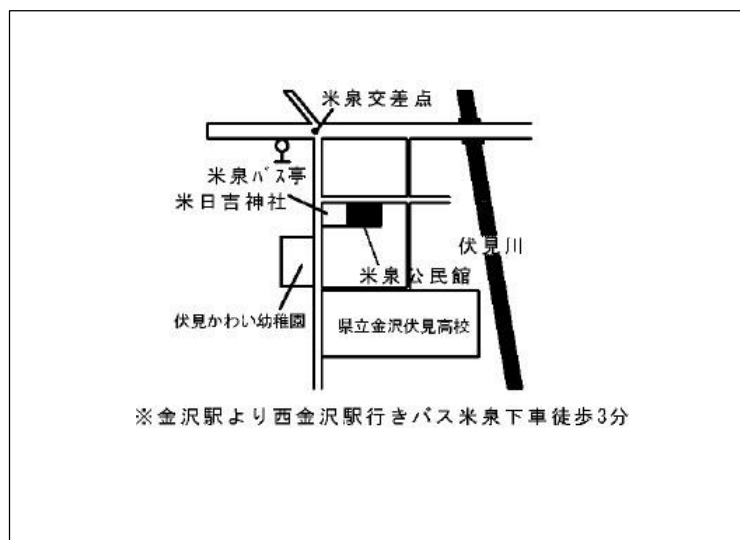 米泉交差点
米泉バス亭
米日吉神社
伏見川
米泉公民館
伏見かわい幼稚園
県立金沢伏見高校
※金沢駅より西金沢駅行きバス米泉下車徒歩3分